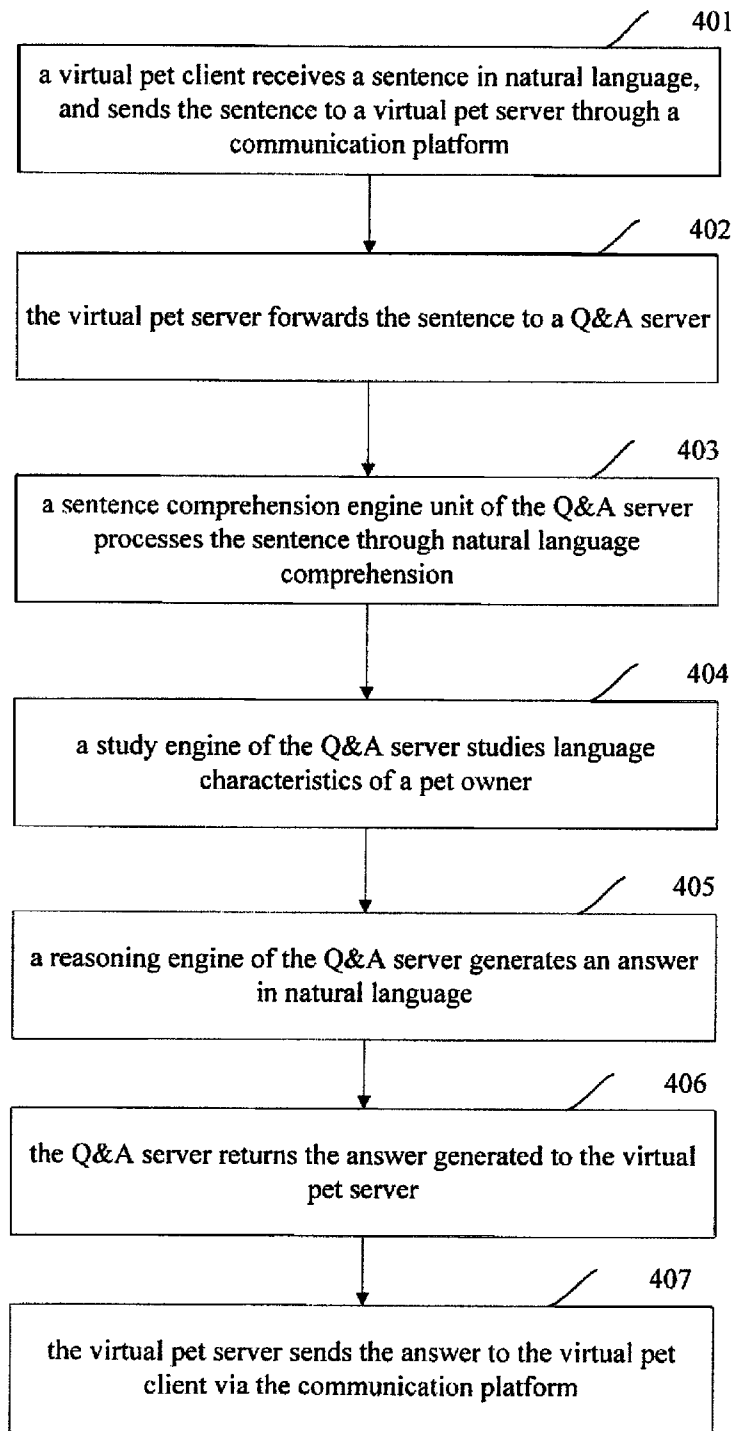 401
a virtual pet client receives a sentence in natural language,
and sends the sentence to a virtual pet server through a
communication platform
402
the virtual pet server forwards the sentence to a Q&A server
403
a sentence comprehension engine unit of the Q&A server
processes the sentence through natural language
comprehension
404
a study engine of the Q&A server studies language
characteristics of a pet owner
405
a reasoning engine of the Q&A server generates an answer
in natural language
406
the Q&A server returns the answer generated to the virtual
pet server
407
the virtual pet server sends the answer to the virtual pet
client via the communication platform